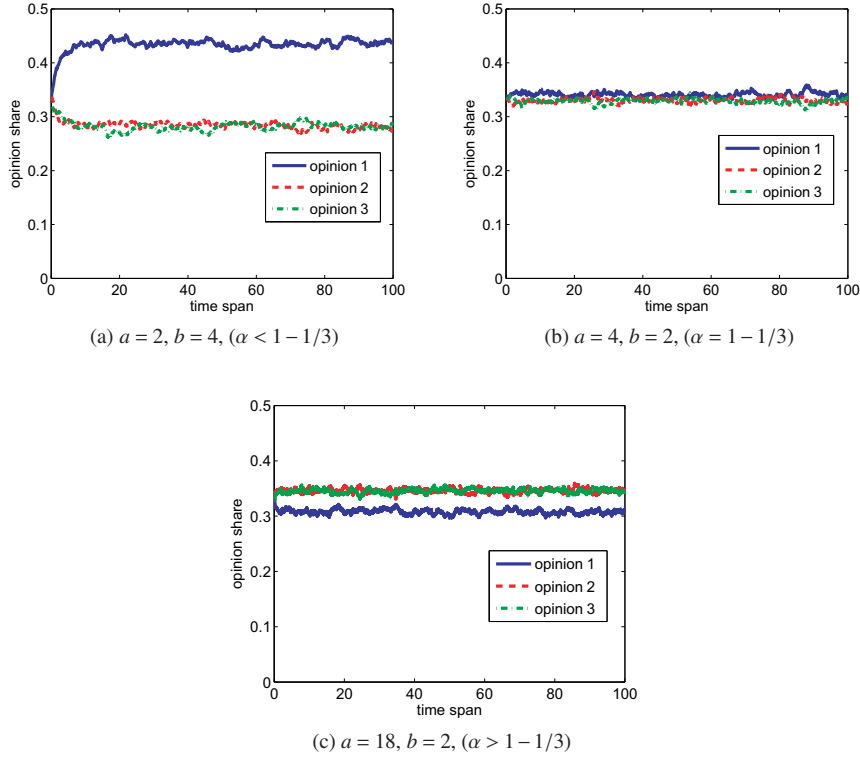 0.5
0.4
0.3
0.2
0.1
0
0 20 40 60 80 100
opinion share
time span
opinion 1
opinion 2
opinion 3
(a) a = 2, b = 4, (α < 1 − 1/3)
0.5
0.4
0.3
0.2
0.1
0
0 20 40 60 80 100
opinion share
time span
opinion 1
opinion 2
opinion 3
(b) a = 4, b = 2, (α = 1 − 1/3)
0.5
0.4
0.3
0.2
0.1
0
0 20 40 60 80 100
opinion share
time span
opinion 1
opinion 2
opinion 3
(c) a = 18, b = 2, (α > 1 − 1/3)